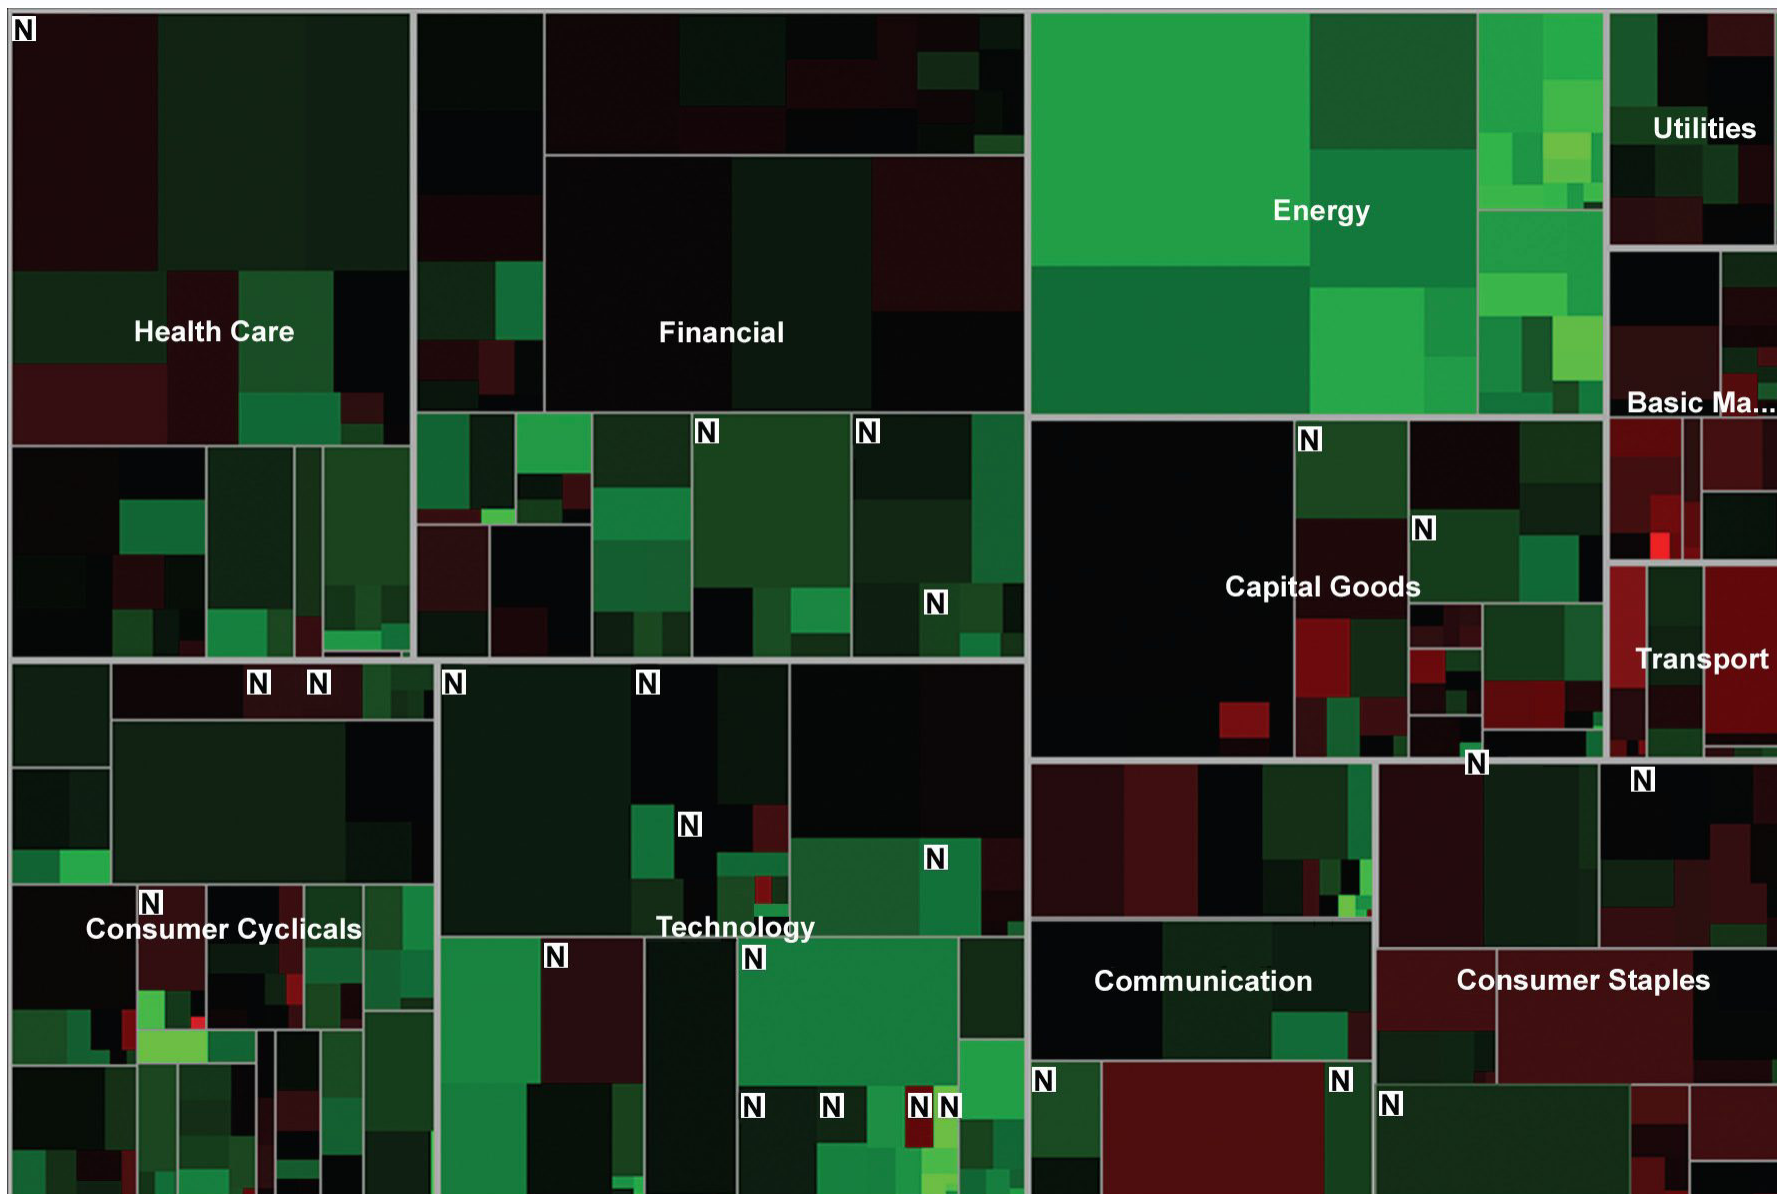 N
Utilities
Energy
Health Care
Financial
Basic Ma...
N
N
N
N
Capital Goods
N
Transport
N
N
N
N
N
N
N
N
N
Consumer Cyclicals
Technology
N
N
Communication
Consumer Staples
N
N
N
N
N
N
N